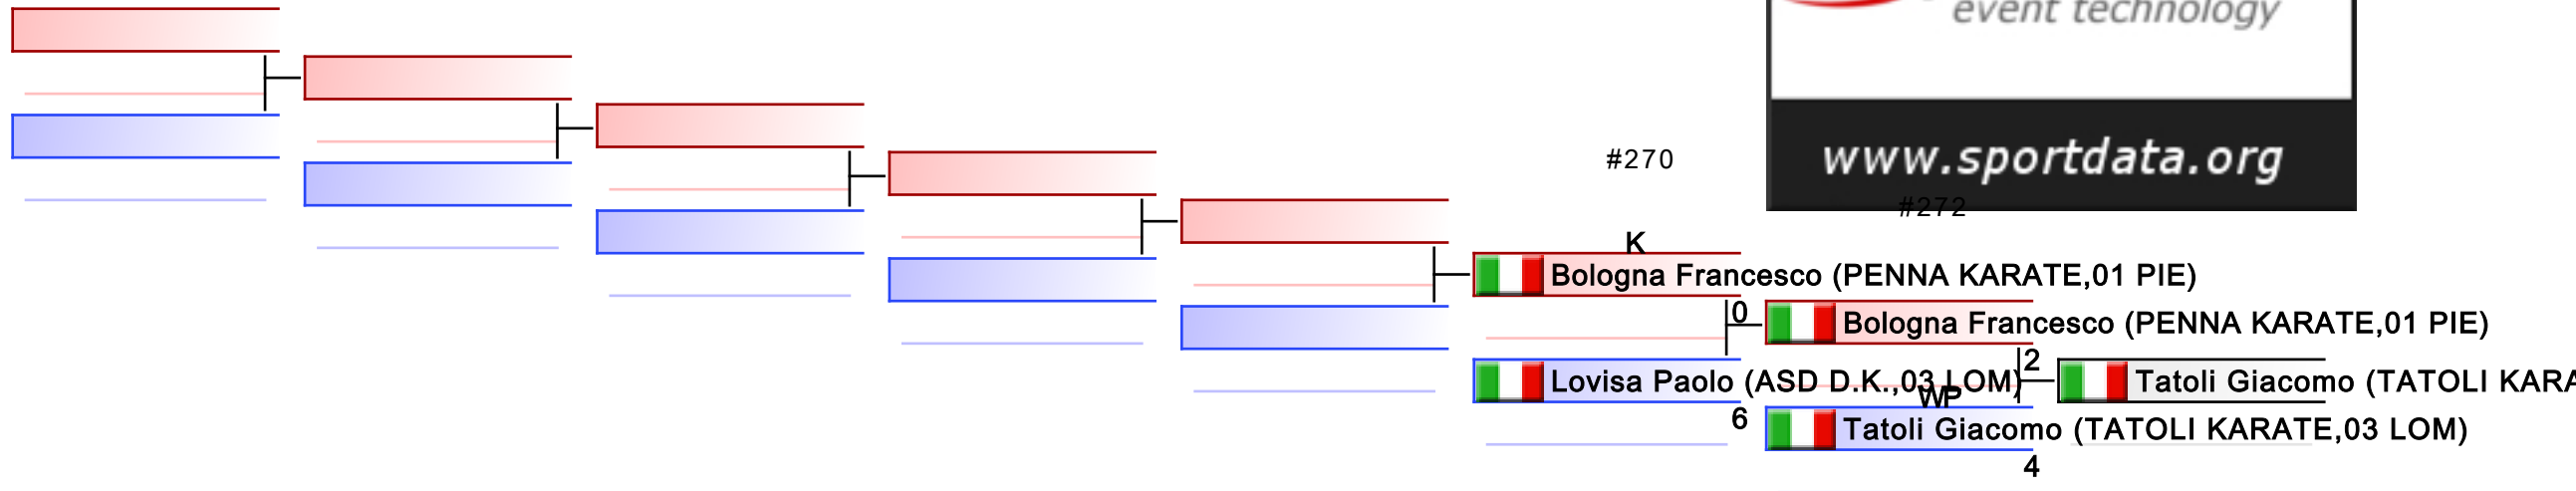 event technology
#270
www.sportdata.org
#272
K
Bologna Francesco (PENNA KARATE,01 PIE)
0
Bologna Francesco (PENNA KARATE,01 PIE)
2
Lovisa Paolo (ASD D.K.,03 LOM)
Tatoli Giacomo (TATOLI KARA
WP
6
Tatoli Giacomo (TATOLI KARATE,03 LOM)
4